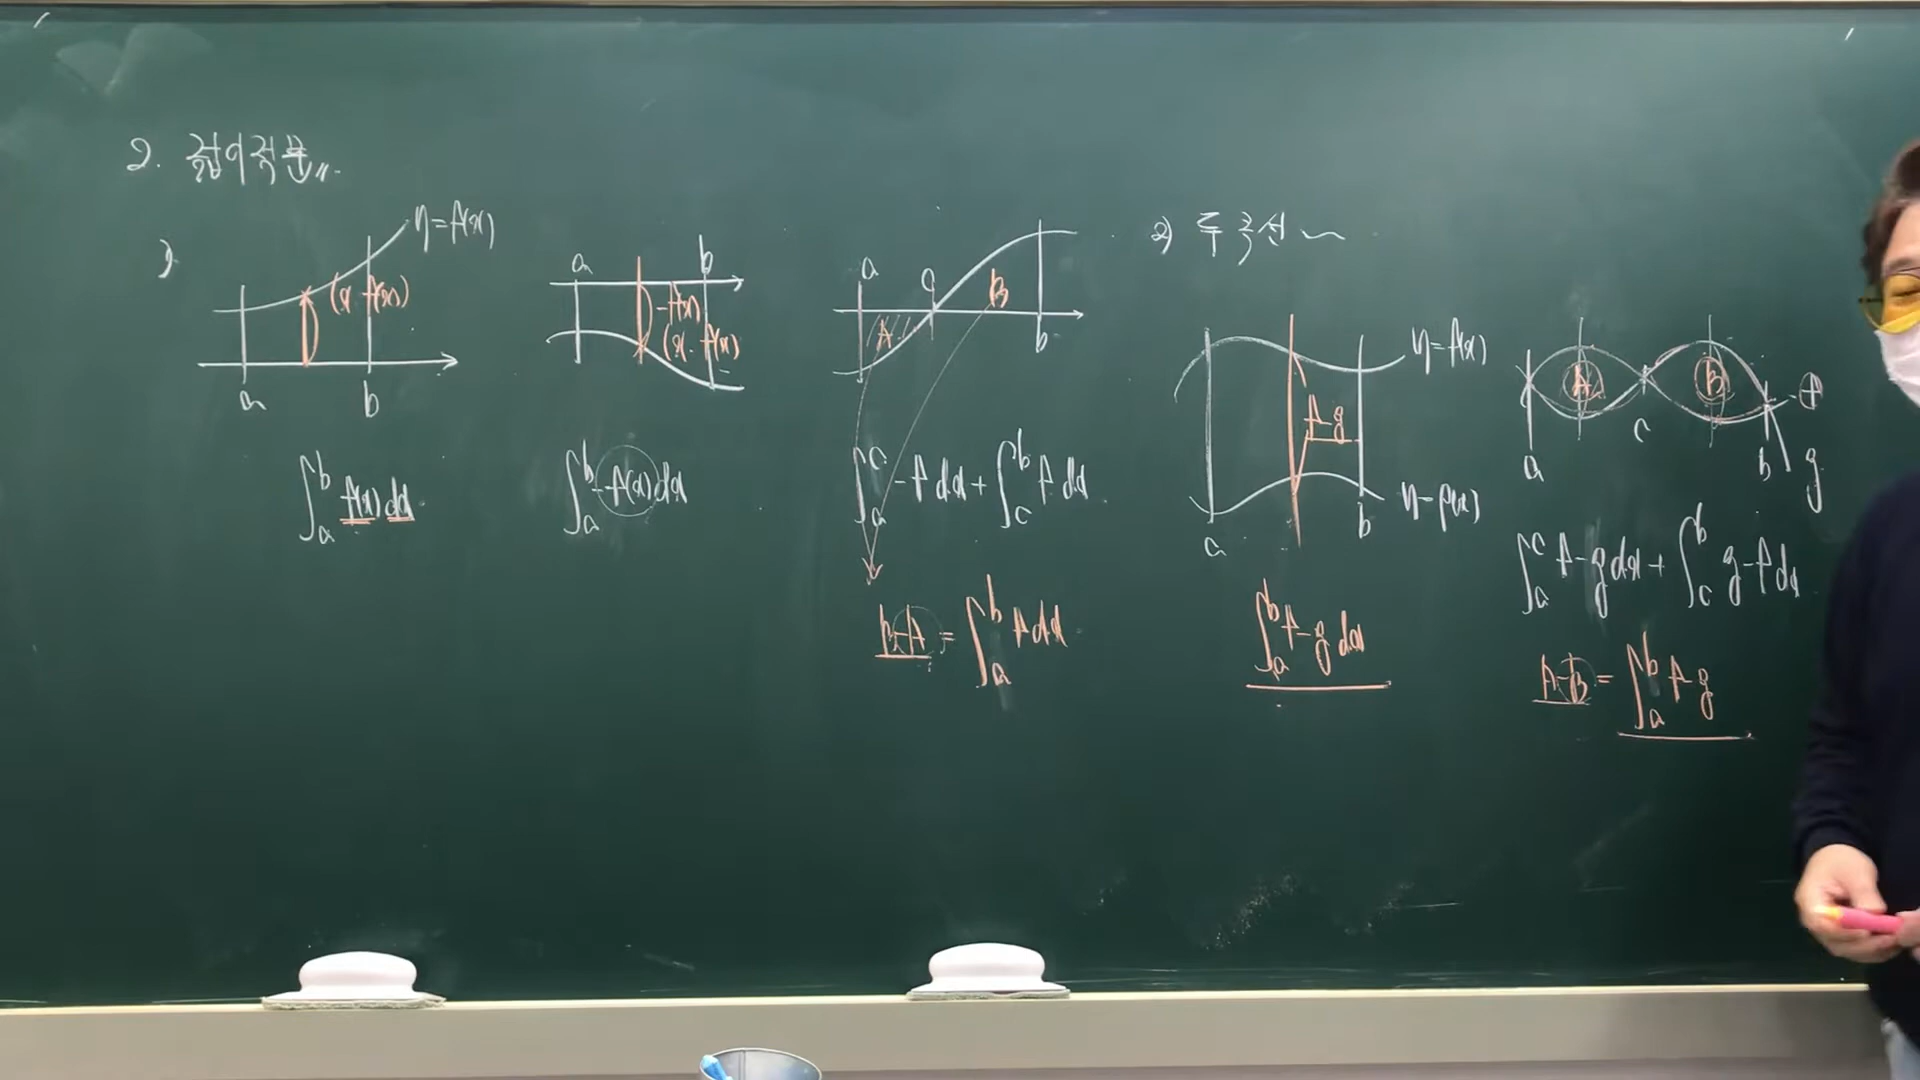 2. 넓이 적분
1)
y=f(x)
(x, f(x))
a b
∫_a^b f(x) dx
a b
-f(x)
(x, f(x))
∫_a^b -f(x) dx
a c B
A b
∫_a^c -f dx + ∫_c^b f dx
B-A = ∫_a^b f dx
2) 두 곡선 ~
y=f(x)
f-g
y=g(x)
a b
∫_a^b f-g dx
A B f
a c b g
∫_a^c f-g dx + ∫_c^b g-f dx
A-B = ∫_a^b f-g